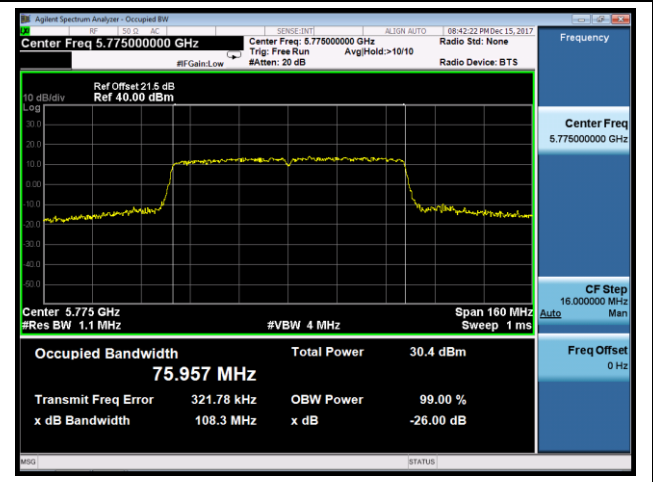 Agilent Spectrum Analyzer - Occupied BW
RF 50 Ω AC SENSE:INT ALIGN AUTO 08:42:22 PM Dec 15, 2017
Center Freq 5.775000000 GHz
Center Freq: 5.775000000 GHz Radio Std: None
Trig: Free Run Avg|Hold:>10/10
#IFGain:Low #Atten: 20 dB Radio Device: BTS
Frequency
Ref Offset 21.5 dB
10 dB/div Ref 40.00 dBm
Log
30.0
20.0
10.0
0.00
-10.0
-20.0
-30.0
-40.0
-50.0
Center Freq
5.775000000 GHz
Center 5.775 GHz Span 160 MHz
#Res BW 1.1 MHz #VBW 4 MHz Sweep 1 ms
CF Step
16.000000 MHz
Auto Man
Occupied Bandwidth Total Power 30.4 dBm
75.957 MHz
Transmit Freq Error 321.78 kHz OBW Power 99.00 %
x dB Bandwidth 108.3 MHz x dB -26.00 dB
Freq Offset
0 Hz
MSG STATUS